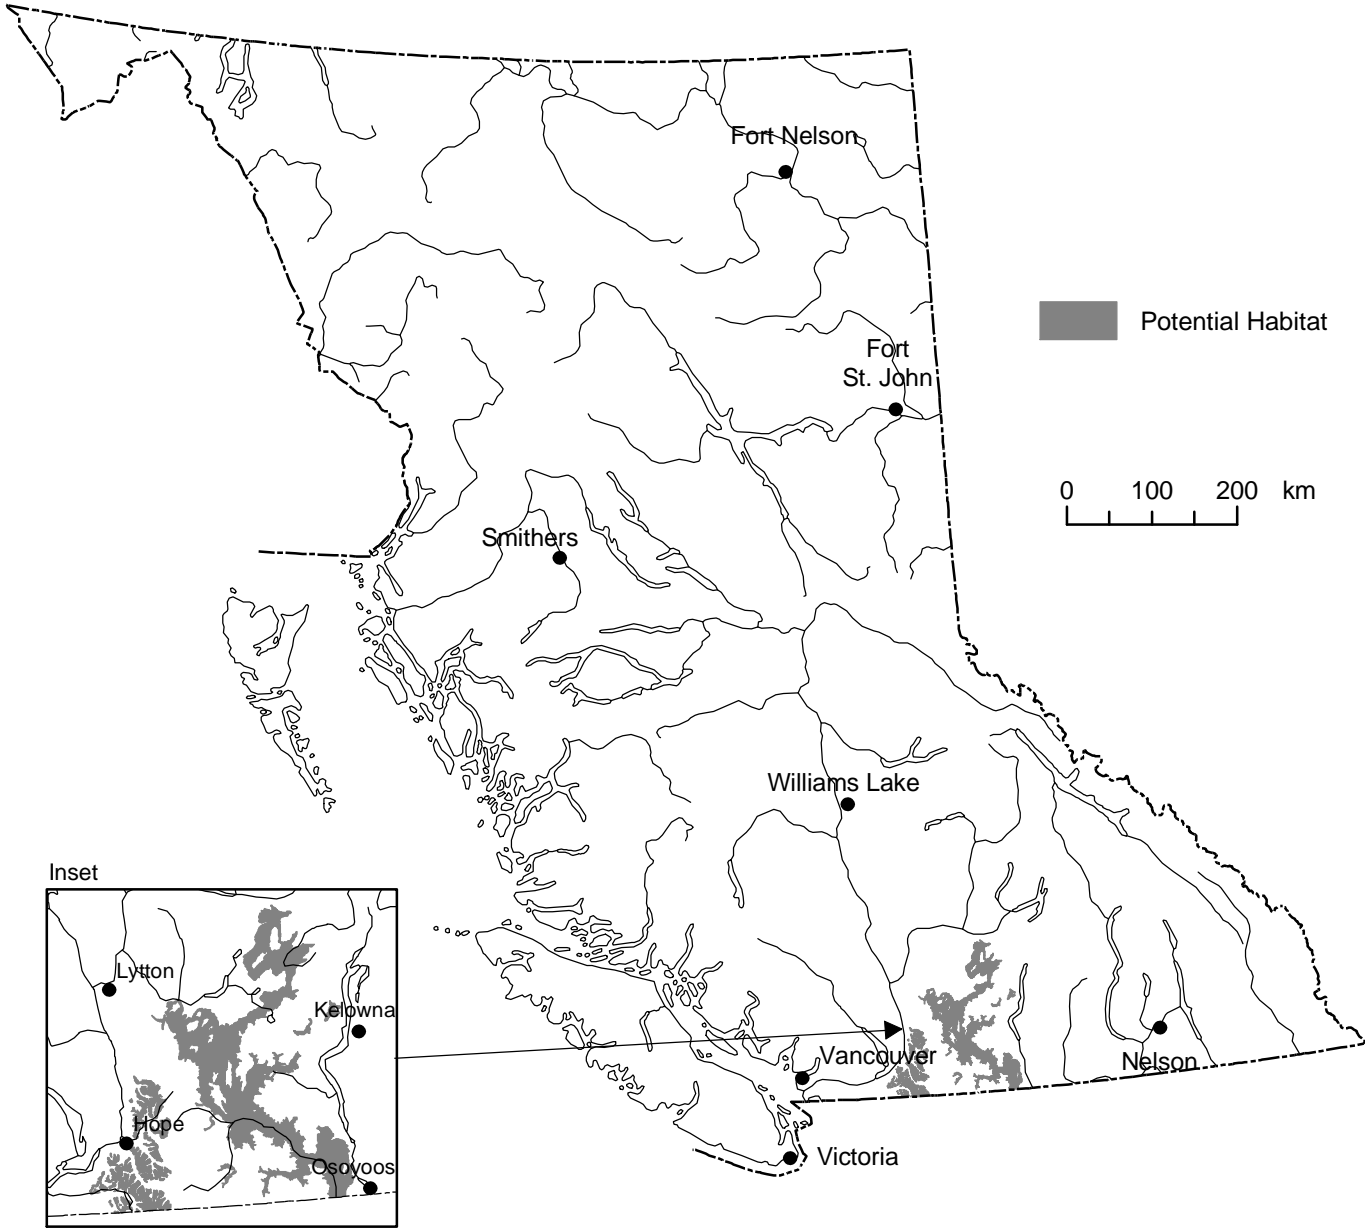 Fort Nelson
Potential Habitat
Fort
St. John
0 100 200 km
Smithers
Williams Lake
Inset
Lytton
Kelowna
Hope
Osoyoos
Vancouver
Nelson
Victoria